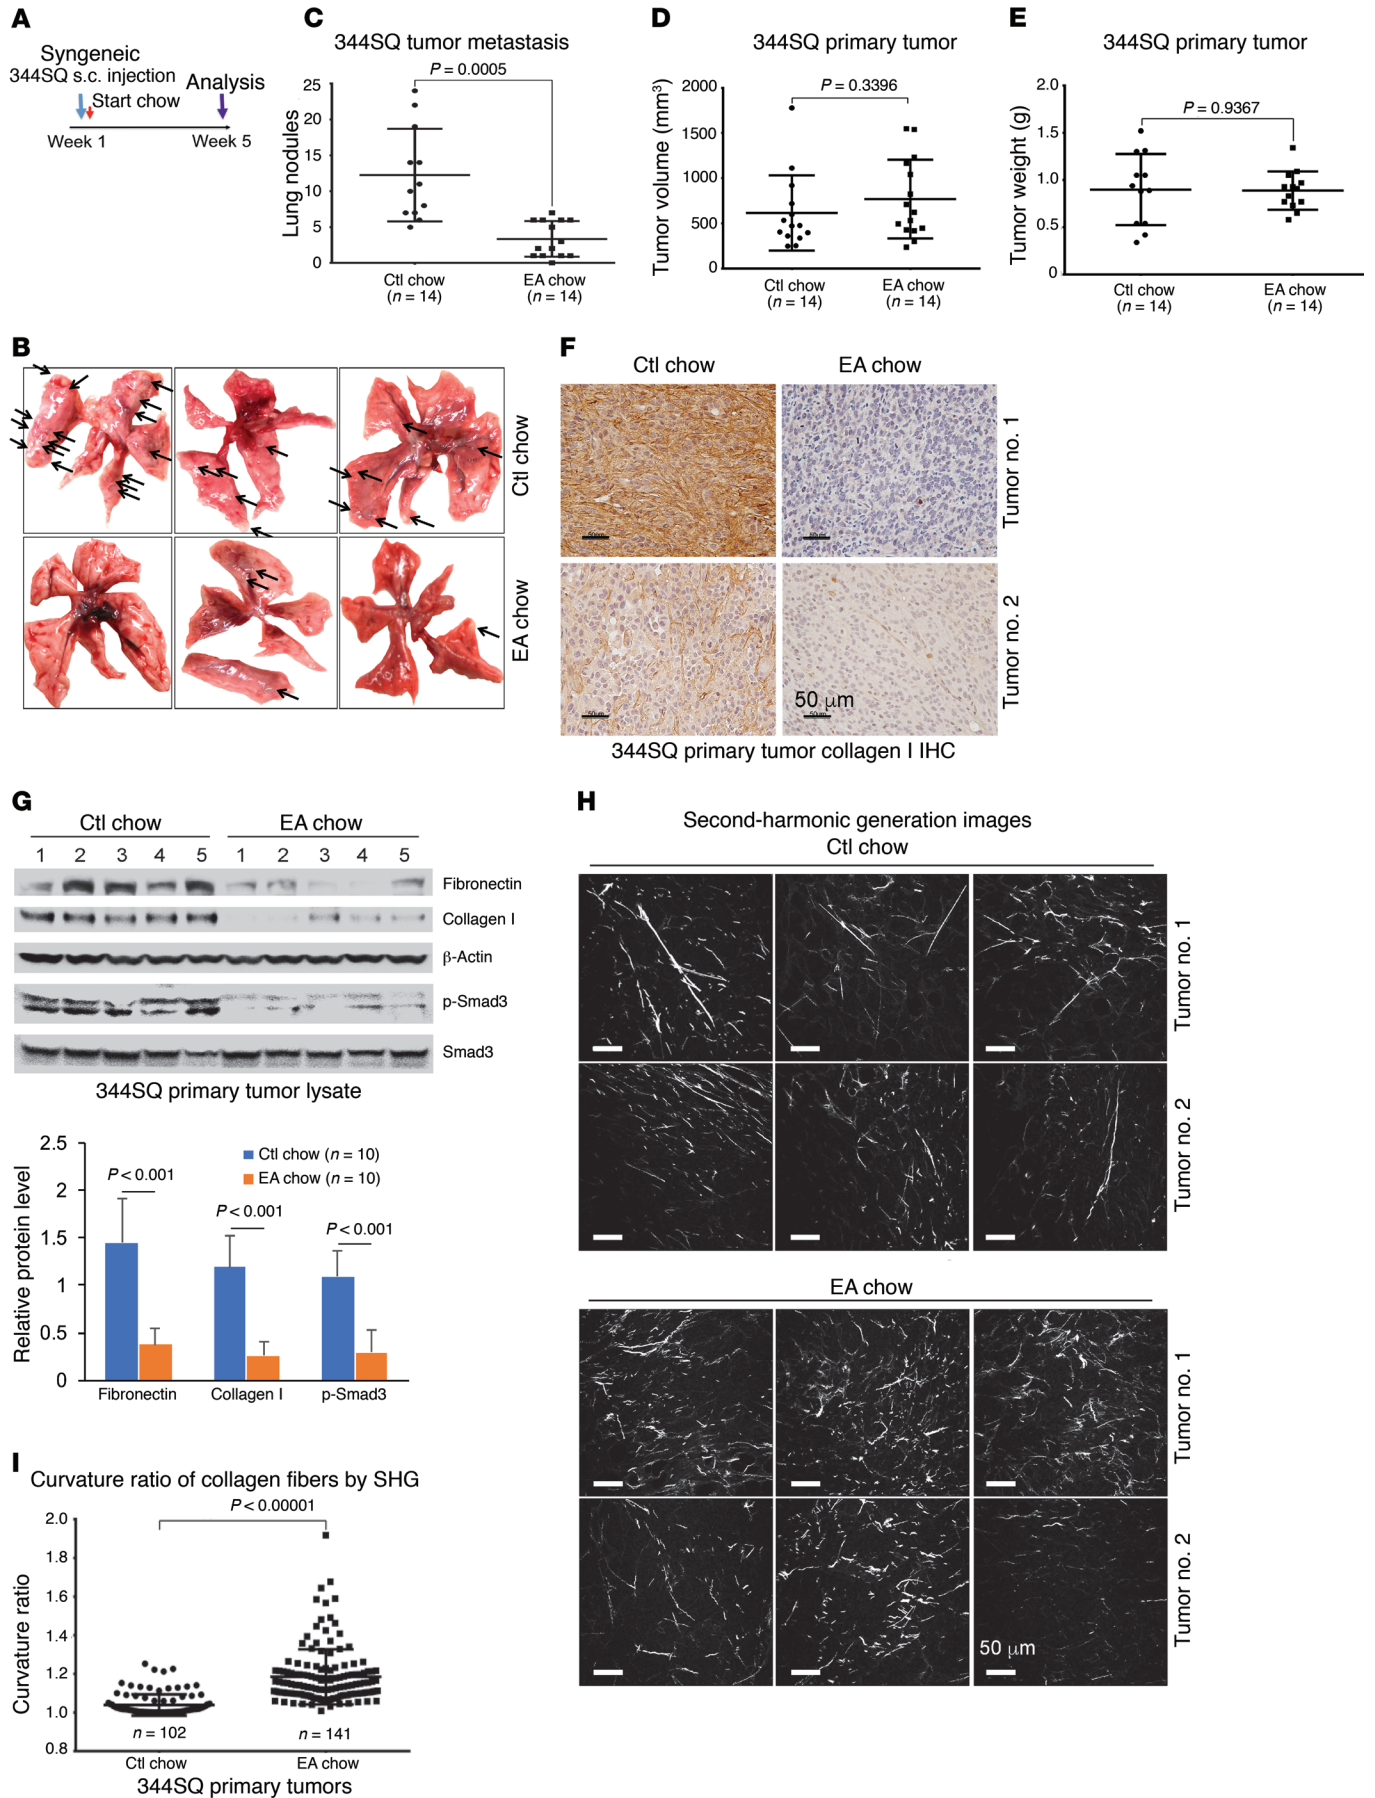 A
Syngeneic
344SQ s.c. injection
Start chow
Analysis
Week 1
Week 5
C
344SQ tumor metastasis
P = 0.0005
Lung nodules
25
20
15
10
5
0
Ctl chow
(n = 14)
EA chow
(n = 14)
D
344SQ primary tumor
P = 0.3396
Tumor volume (mm³)
2000
1500
1000
500
0
Ctl chow
(n = 14)
EA chow
(n = 14)
E
344SQ primary tumor
P = 0.9367
Tumor weight (g)
2.0
1.5
1.0
0.5
0
Ctl chow
(n = 14)
EA chow
(n = 14)
B
Ctl chow
EA chow
F
Ctl chow
EA chow
Tumor no. 1
Tumor no. 2
50μm
50μm
50μm
50 μm
50μm
344SQ primary tumor collagen I IHC
G
Ctl chow
EA chow
1 2 3 4 5 1 2 3 4 5
Fibronectin
Collagen I
β-Actin
p-Smad3
Smad3
344SQ primary tumor lysate
Relative protein level
2.5
2
1.5
1
0.5
0
Ctl chow (n = 10)
EA chow (n = 10)
P < 0.001
P < 0.001
P < 0.001
Fibronectin
Collagen I
p-Smad3
H
Second-harmonic generation images
Ctl chow
Tumor no. 1
Tumor no. 2
EA chow
Tumor no. 1
Tumor no. 2
50 μm
I
Curvature ratio of collagen fibers by SHG
P < 0.00001
Curvature ratio
2.0
1.8
1.6
1.4
1.2
1.0
0.8
n = 102
n = 141
Ctl chow
EA chow
344SQ primary tumors